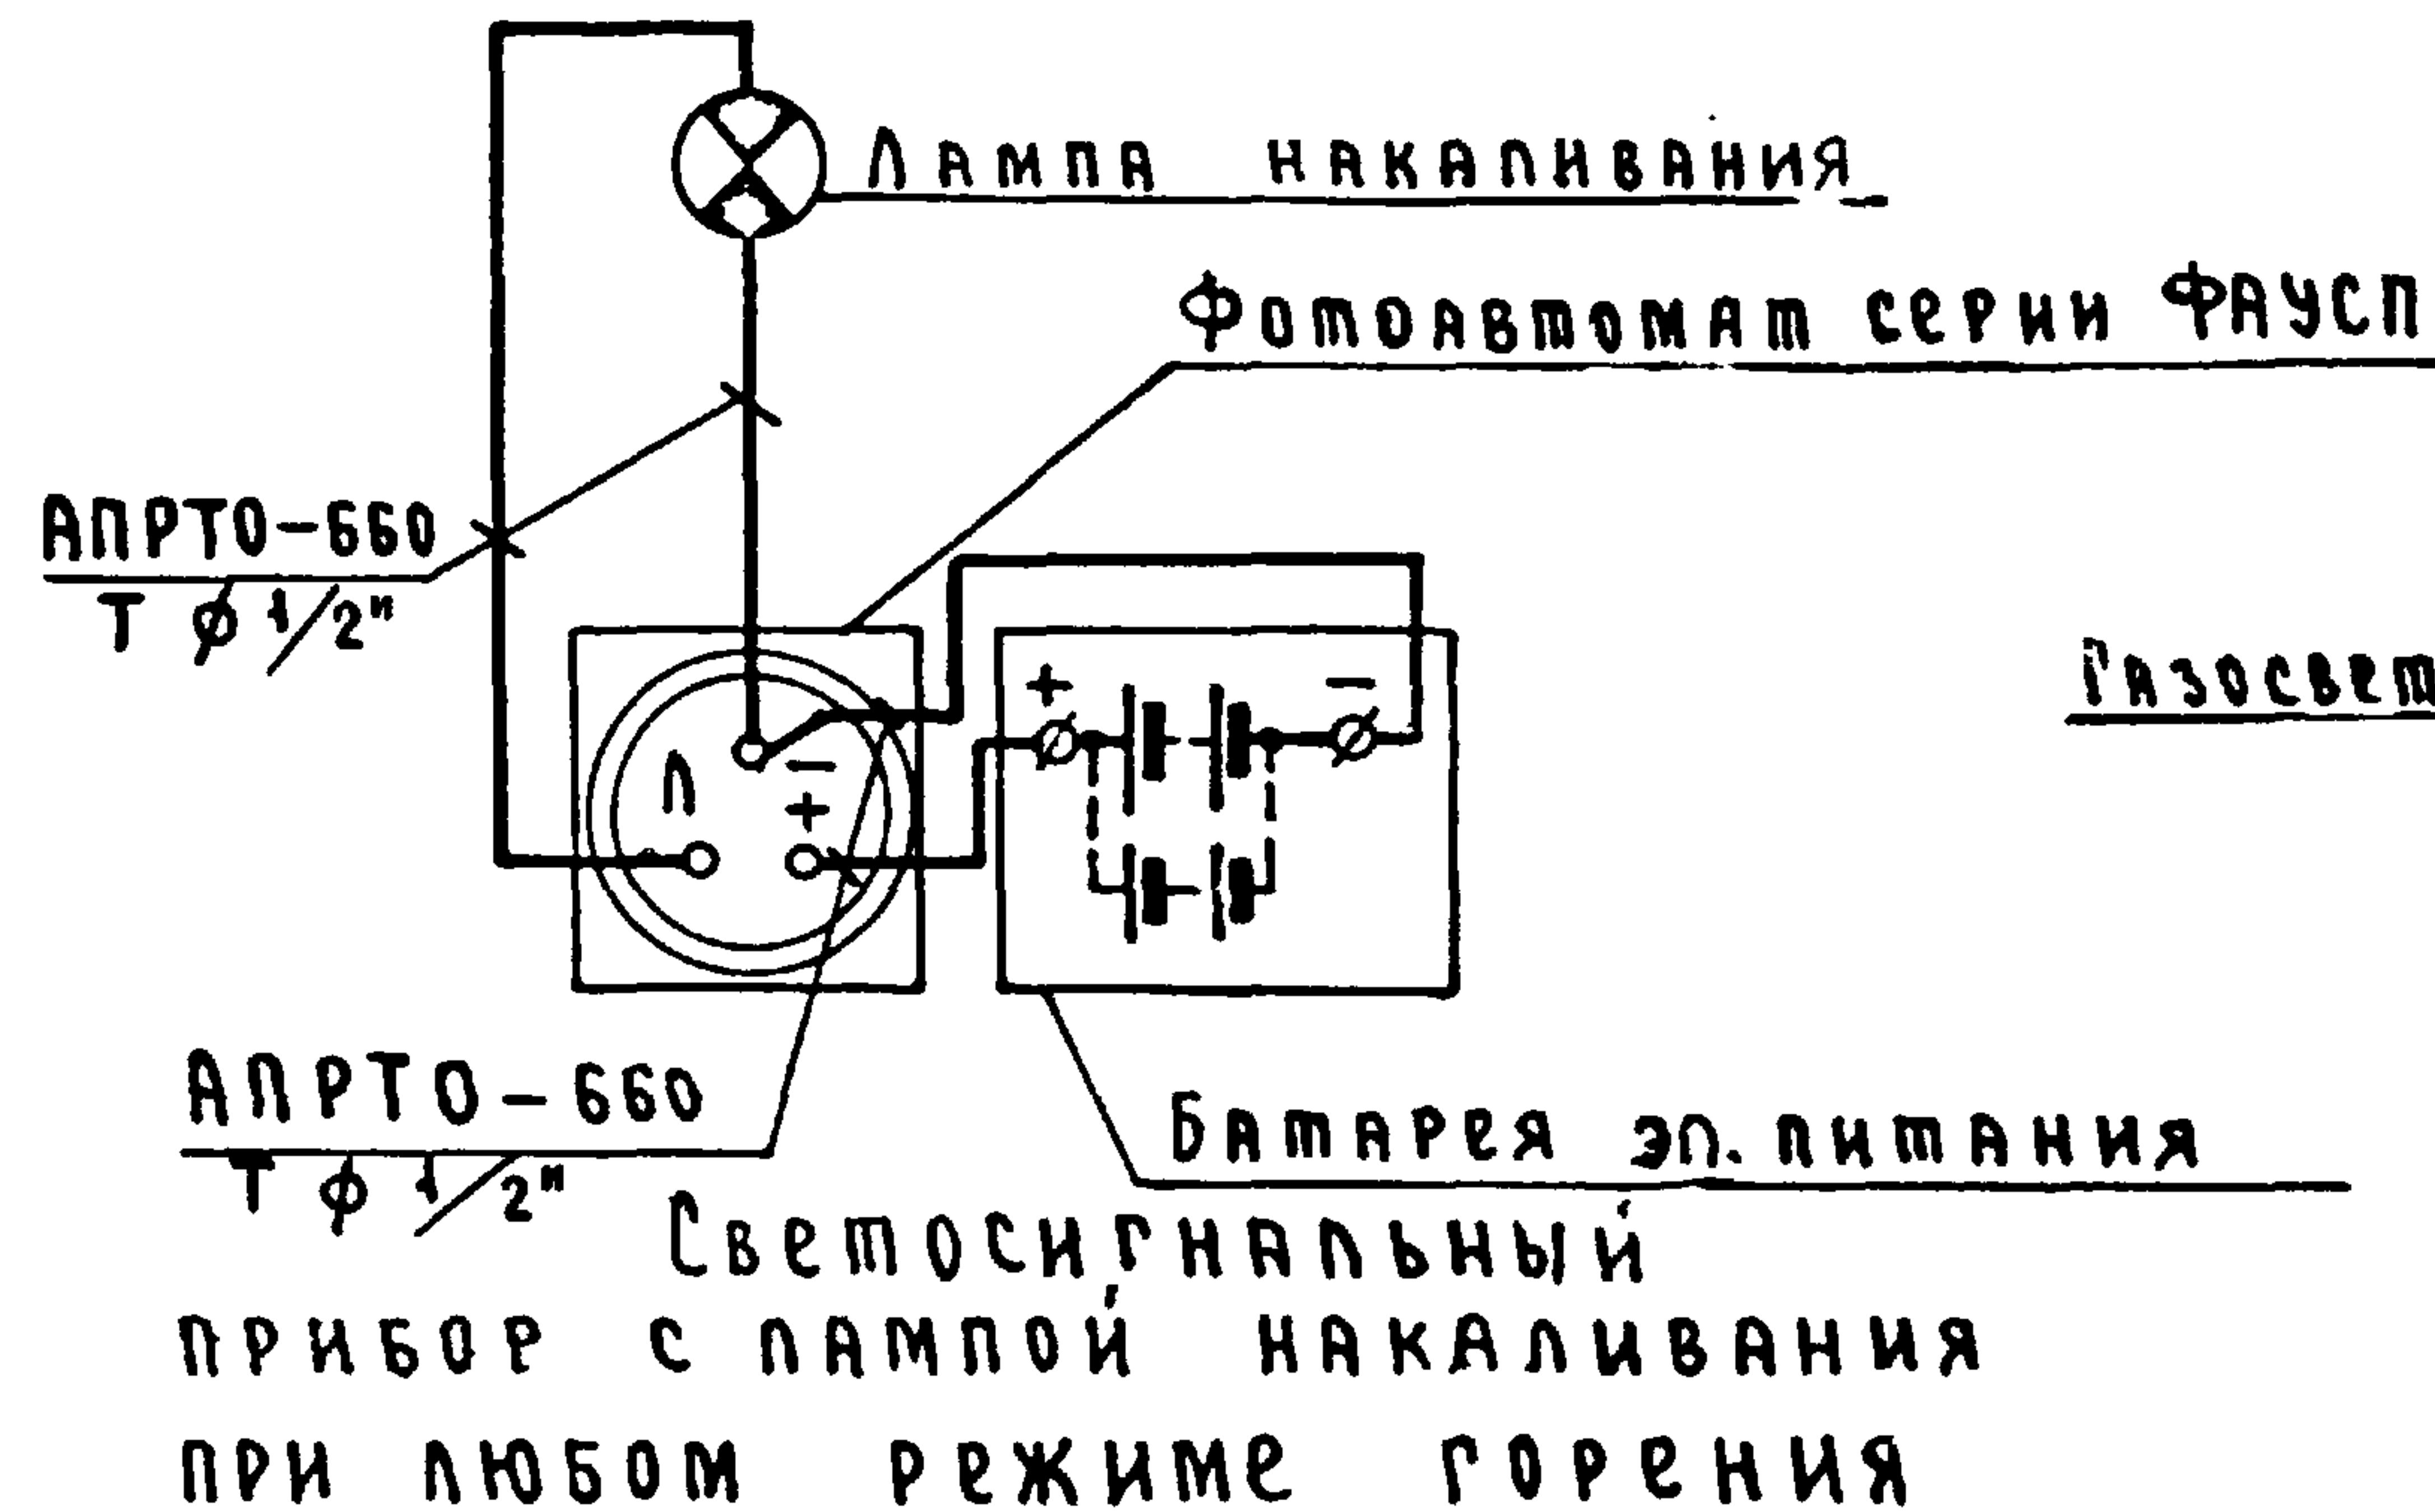 Лампа накаливания
Фотоавтомат серии ФАУСП
АПРТО-660
Т ϕ 1/2"
Газосвет
Л
−
+
+
−
АПРТО-660
Т ϕ 1/2"
Батарея эл. питания
Светосигнальный
прибор с лампой накаливания
при любом режиме горения